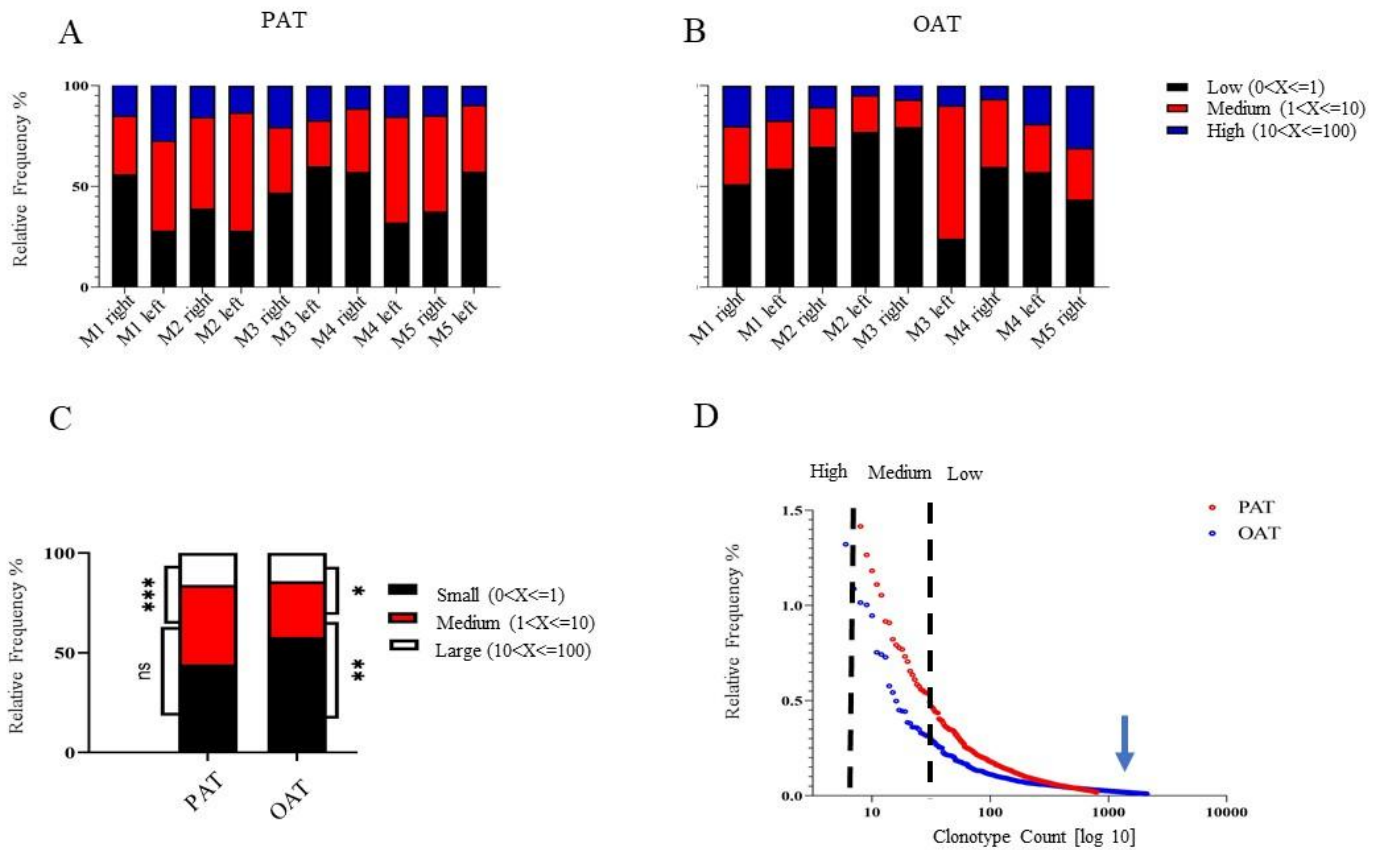 A
PAT
B
OAT
Relative Frequency %
100
50
0
M1 right
M1 left
M2 right
M2 left
M3 right
M3 left
M4 right
M4 left
M5 right
M5 left
M1 right
M1 left
M2 right
M2 left
M3 right
M3 left
M4 right
M4 left
M5 right
Low (0<X<=1)
Medium (1<X<=10)
High (10<X<=100)
C
Relative Frequency %
100
50
0
***
ns
*
**
PAT
OAT
Small (0<X<=1)
Medium (1<X<=10)
Large (10<X<=100)
D
High Medium Low
Relative Frequency %
1.5
1.0
0.5
0.0
10
100
1000
10000
Clonotype Count [log 10]
PAT
OAT